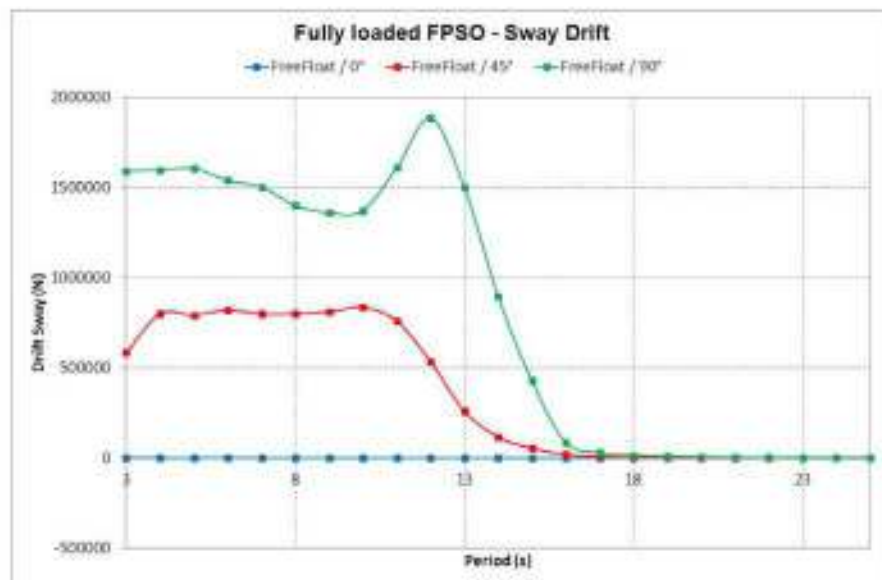 Fully loaded FPSO - Sway Drift
FreeFloat / 0° FreeFloat / 45° FreeFloat / 90°
2000000
1500000
1000000
500000
0
-500000
Drift Sway (N)
3 8 13 18 23
Period (s)